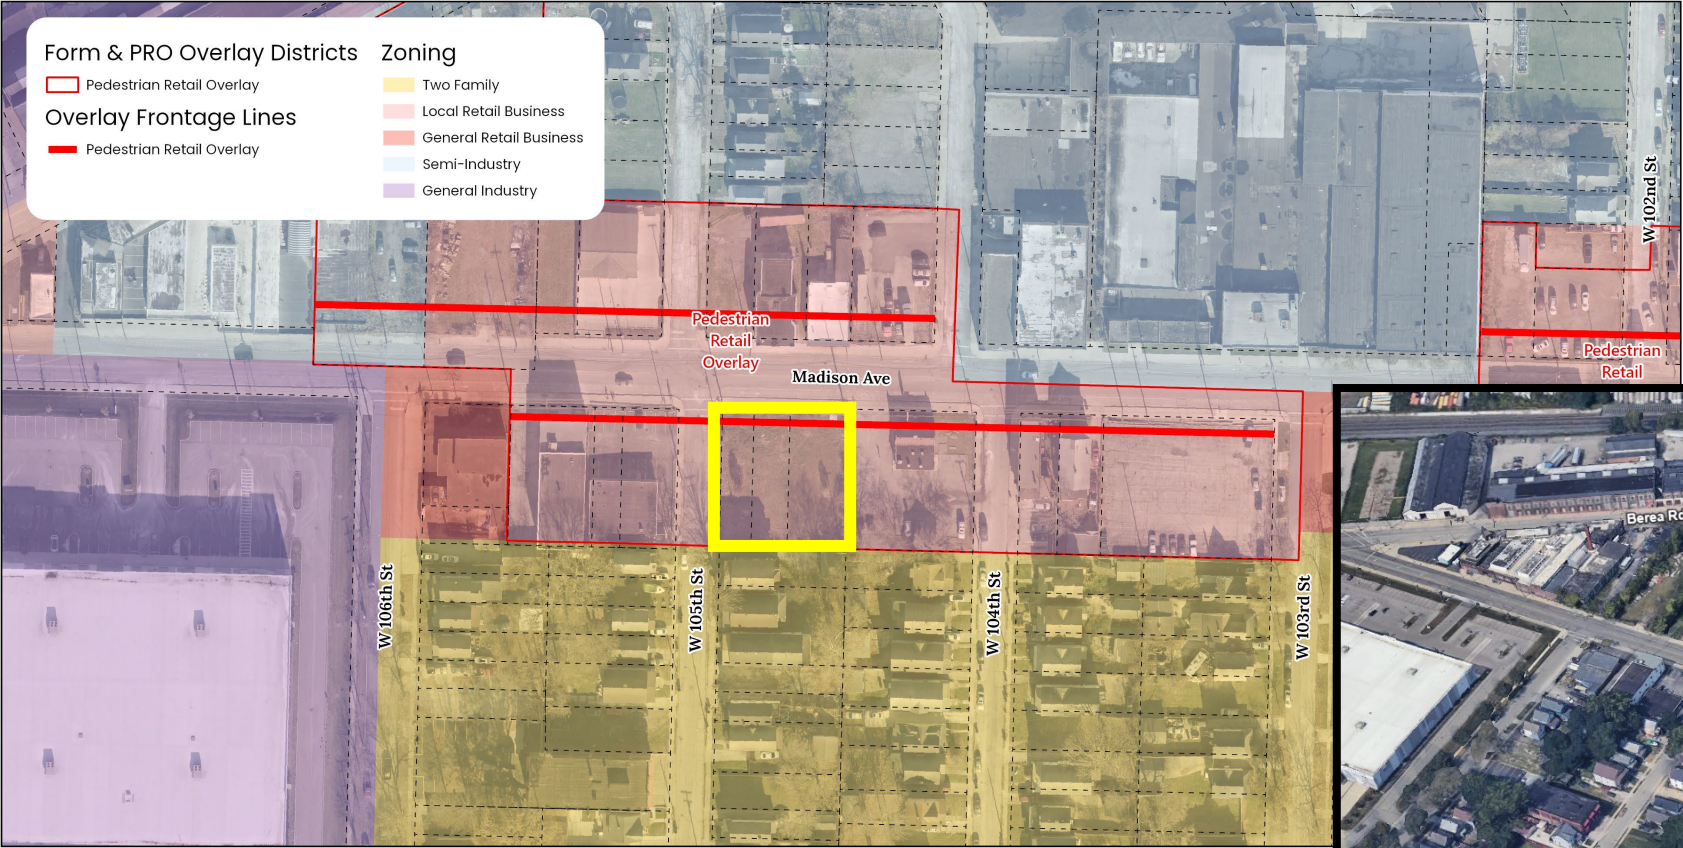 Form & PRO Overlay Districts
Pedestrian Retail Overlay
Overlay Frontage Lines
Pedestrian Retail Overlay
Zoning
Two Family
Local Retail Business
General Retail Business
Semi-Industry
General Industry
W 102nd St
Pedestrian
Retail
Overlay
Pedestrian
Retail
Madison Ave
W 106th St
W 105th St
W 104th St
W 103rd St
Berea Rd